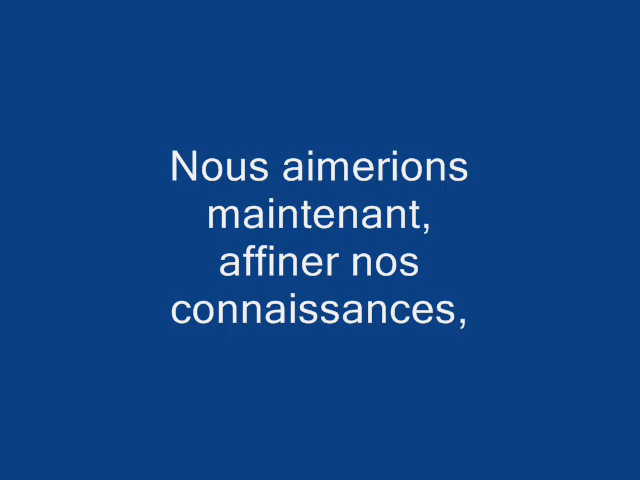 Nous aimerions
maintenant,
affiner nos
connaissances,